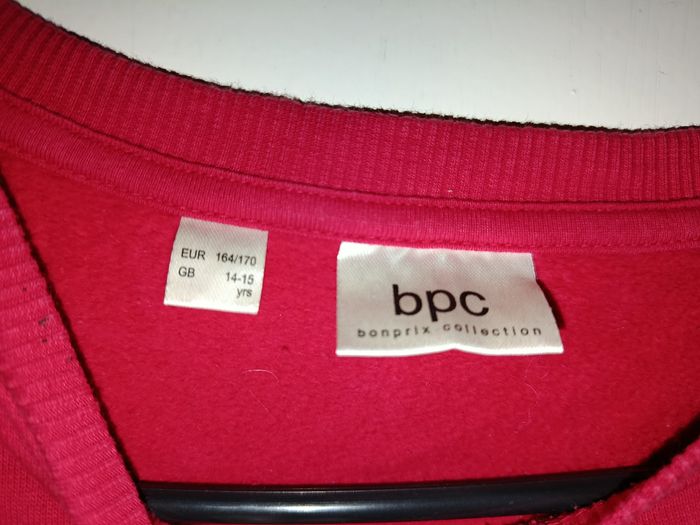 EUR 164/170
GB 14-15
yrs
bpc
bonprix collection